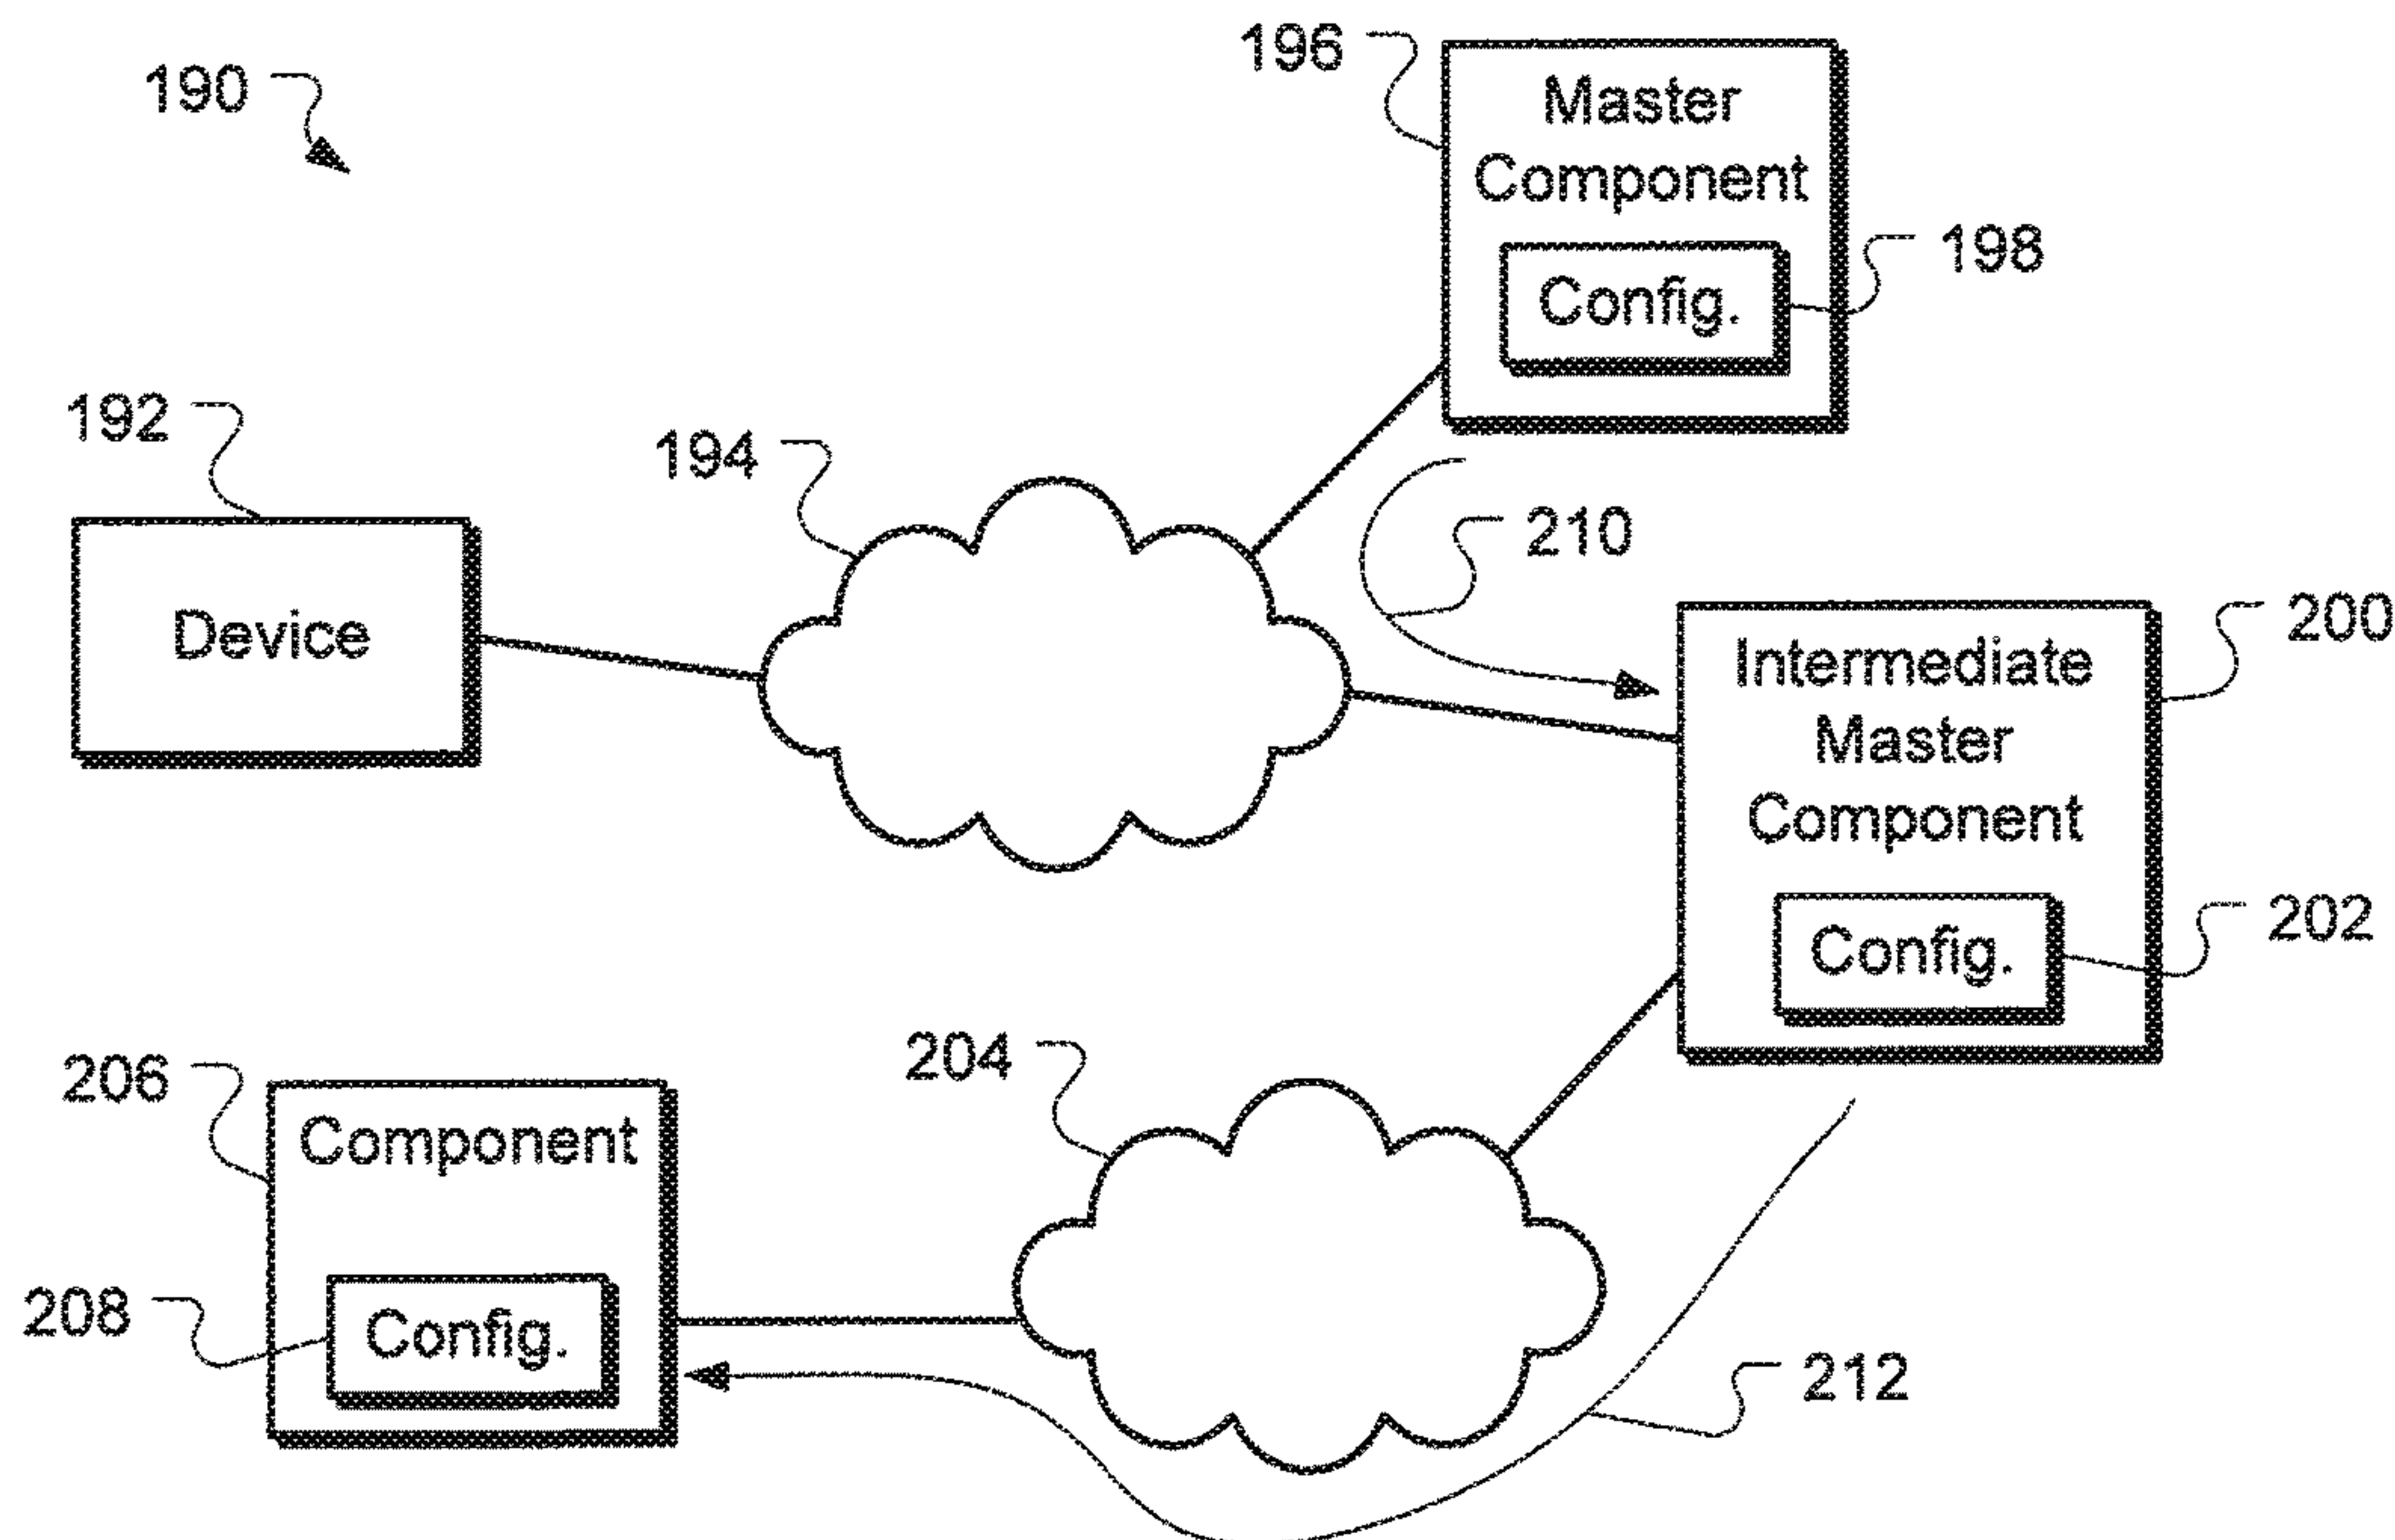 190
196
Master
Component
Config.
198
192
194
Device
210
Intermediate
Master
Component
200
Config.
202
206
Component
204
208
Config.
212